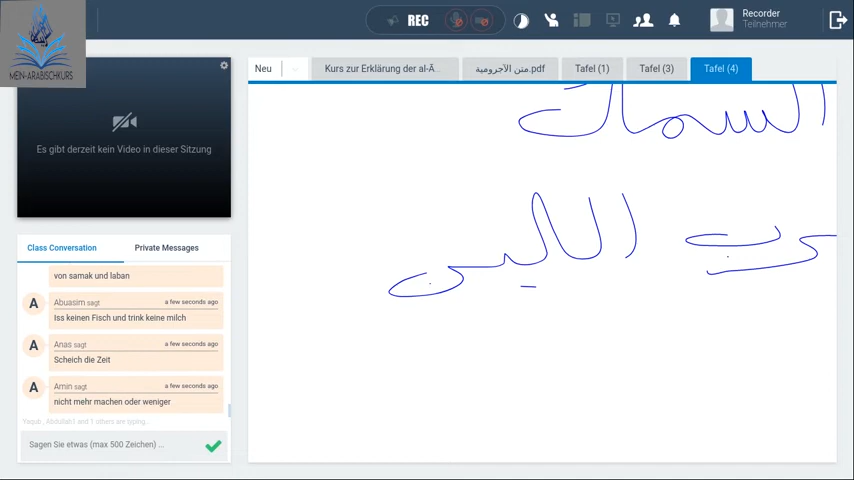 REC
Recorder
Teilnehmer
MEN-ARABISCHKURS
Neu
Kurs zur Erklärung der al-Ā...
متن الآجرومية.pdf
Tafel (1)
Tafel (3)
Tafel (4)
Es gibt derzeit kein Video in dieser Sitzung
السمك
اللبن
Class Conversation
Private Messages
von samak und laban
A
Abuasim sagt
a few seconds ago
Iss keinen Fisch und trink keine milch
A
Anas sagt
a few seconds ago
Scheich die Zeit
A
Amin sagt
a few seconds ago
nicht mehr machen oder weniger
Yaqub , Abdullah1 and 1 others are typing..
Sagen Sie etwas (max 500 Zeichen) ...